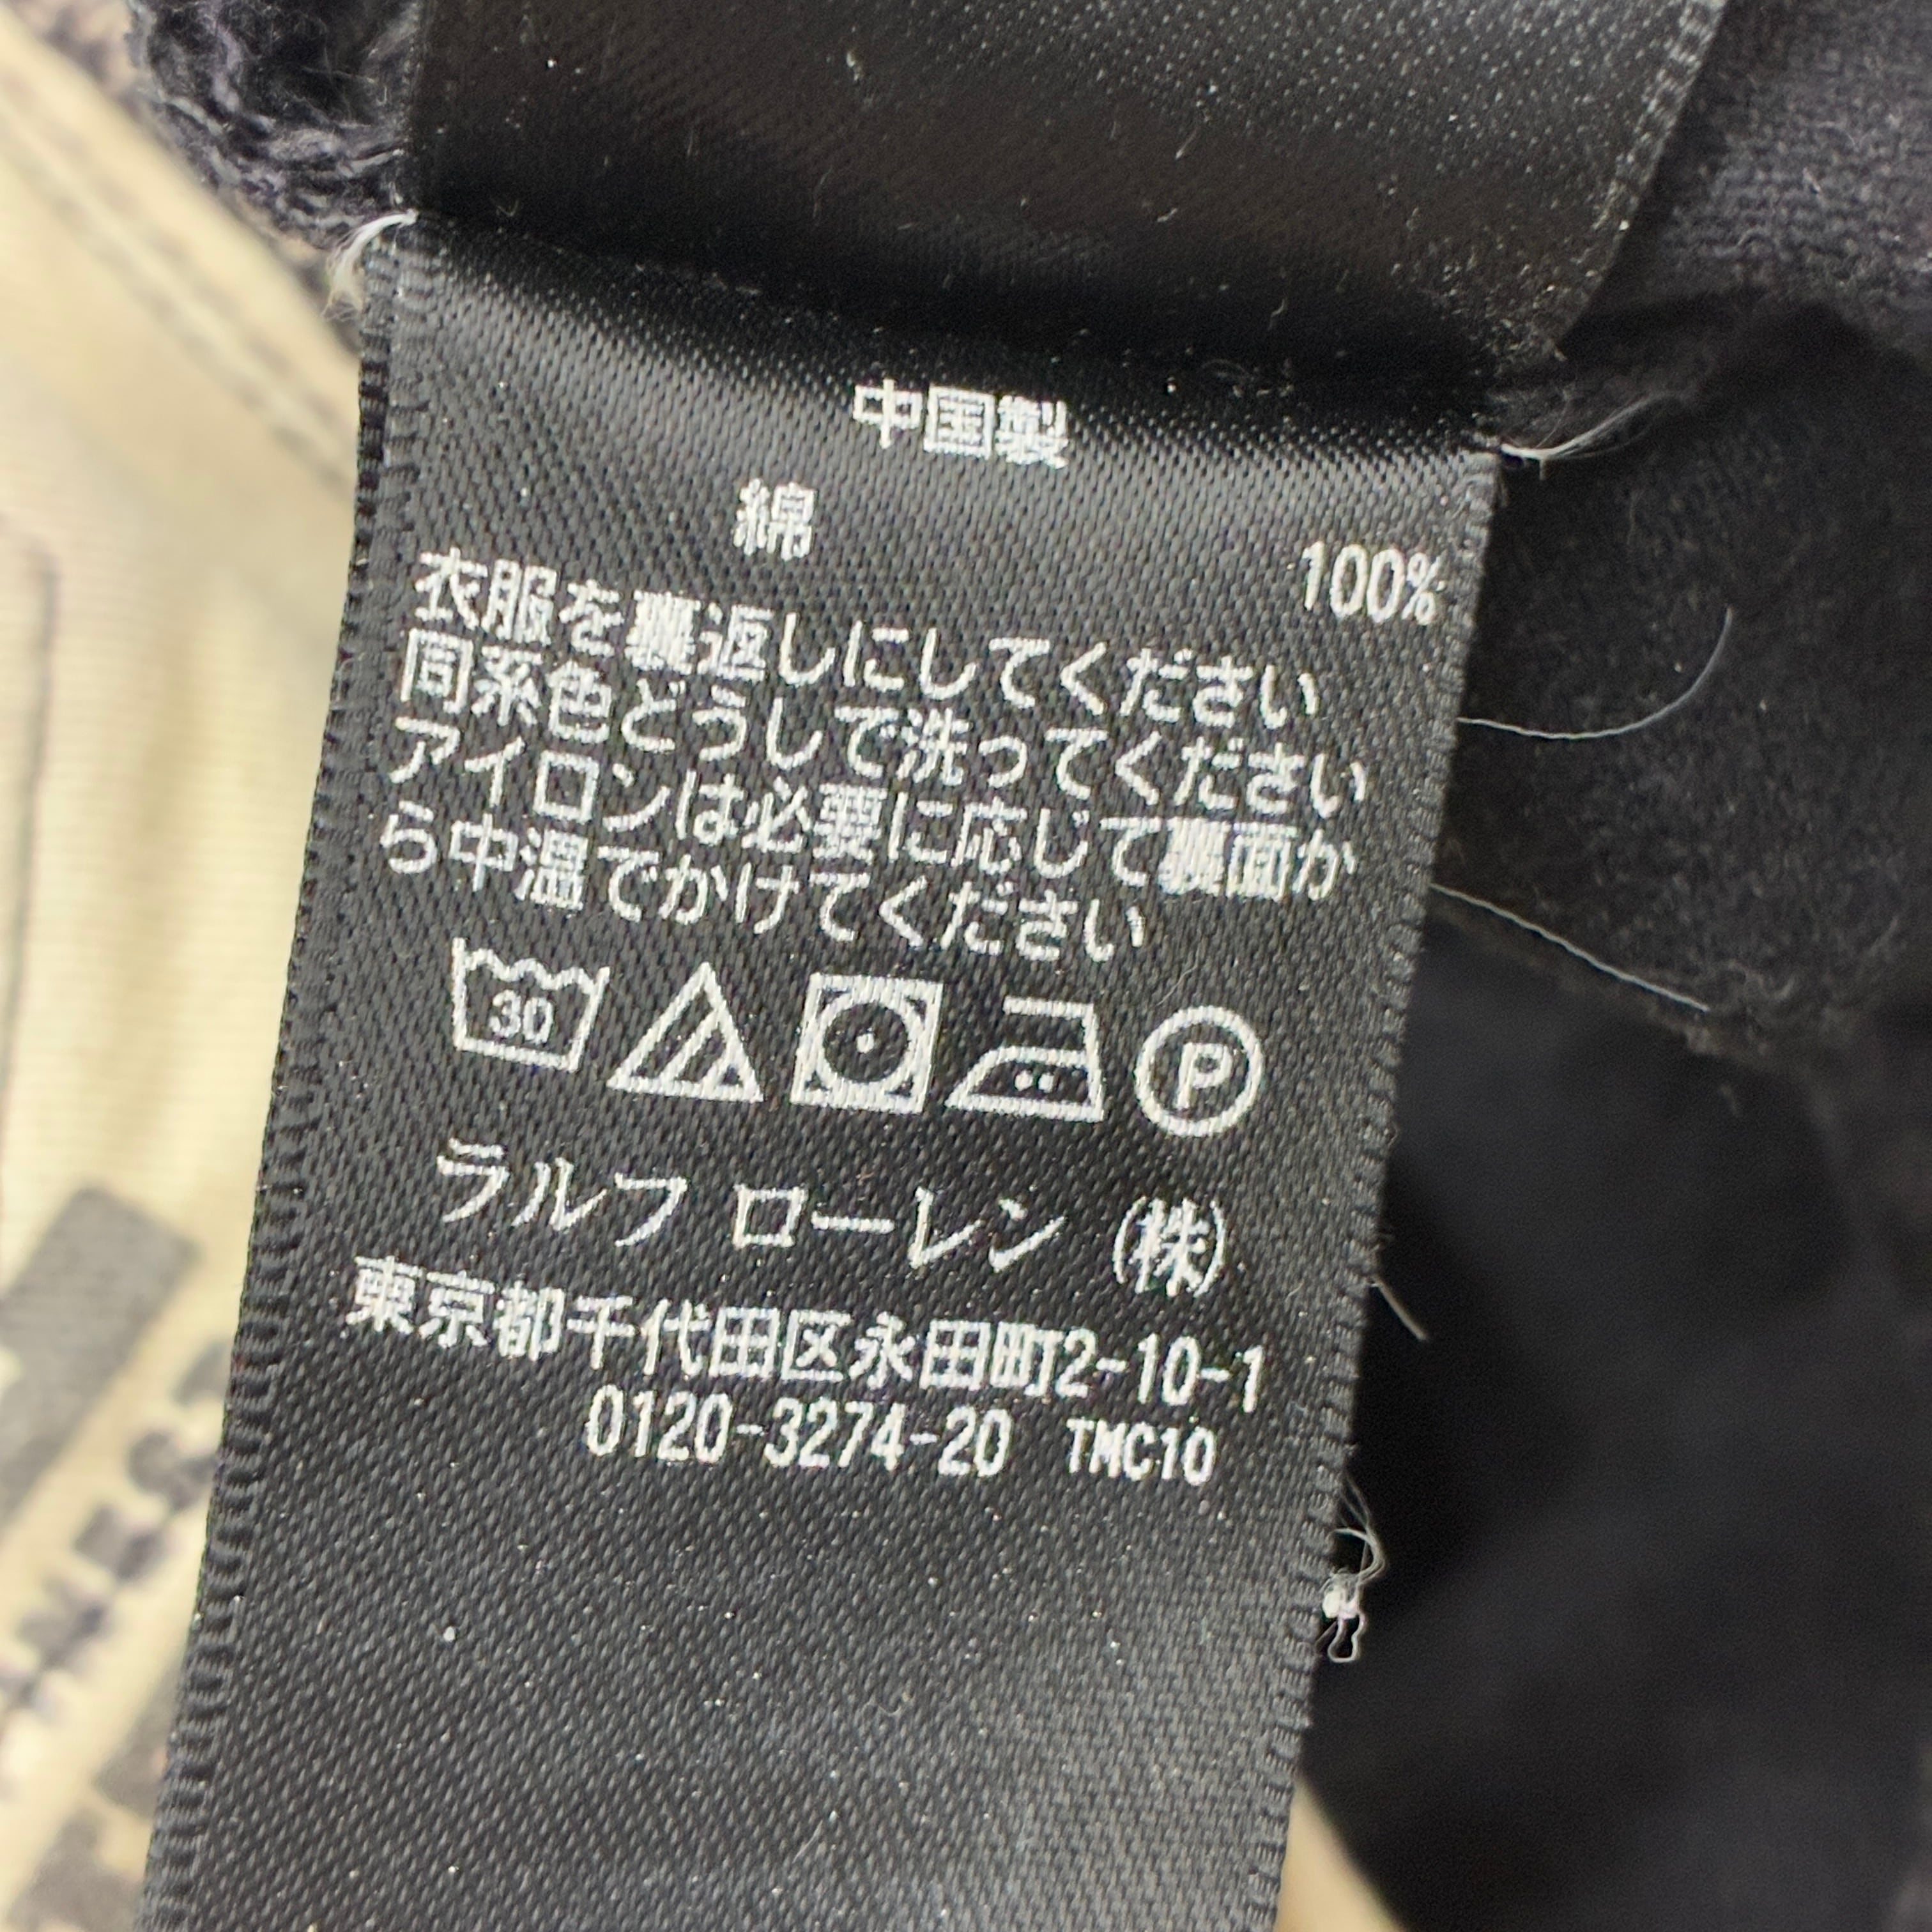 中国製
綿 100%
衣服を裏返しにしてください
同系色どうしで洗ってください
アイロンは必要に応じて裏面か
ら中温でかけてください
30 P
ラルフ ローレン (株)
東京都千代田区永田町2-10-1
0120-3274-20 TMC10